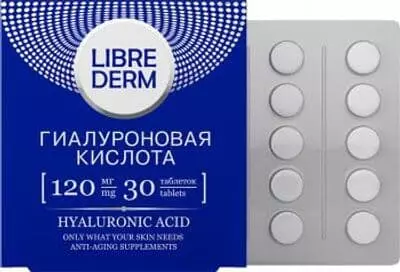 LIBRE
DERM
ГИАЛУРОНОВАЯ
КИСЛОТА
[120 мг mg 30 таблеток tablets]
HYALURONIC ACID
ONLY WHAT YOUR SKIN NEEDS
ANTI-AGING SUPPLEMENTS